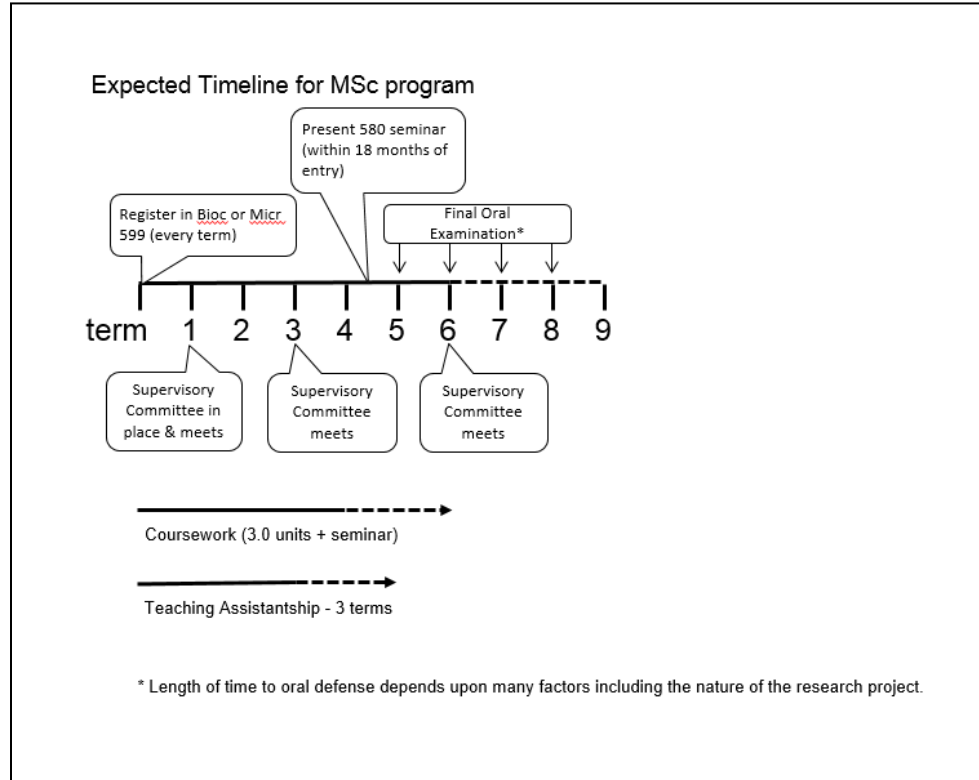 Expected Timeline for MSc program
Present 580 seminar
(within 18 months of
entry)
Register in Bioc or Micr
599 (every term)
Final Oral
Examination*
term 1 2 3 4 5 6 7 8 9
Supervisory
Committee in
place & meets
Supervisory
Committee
meets
Supervisory
Committee
meets
Coursework (3.0 units + seminar)
Teaching Assistantship - 3 terms
* Length of time to oral defense depends upon many factors including the nature of the research project.